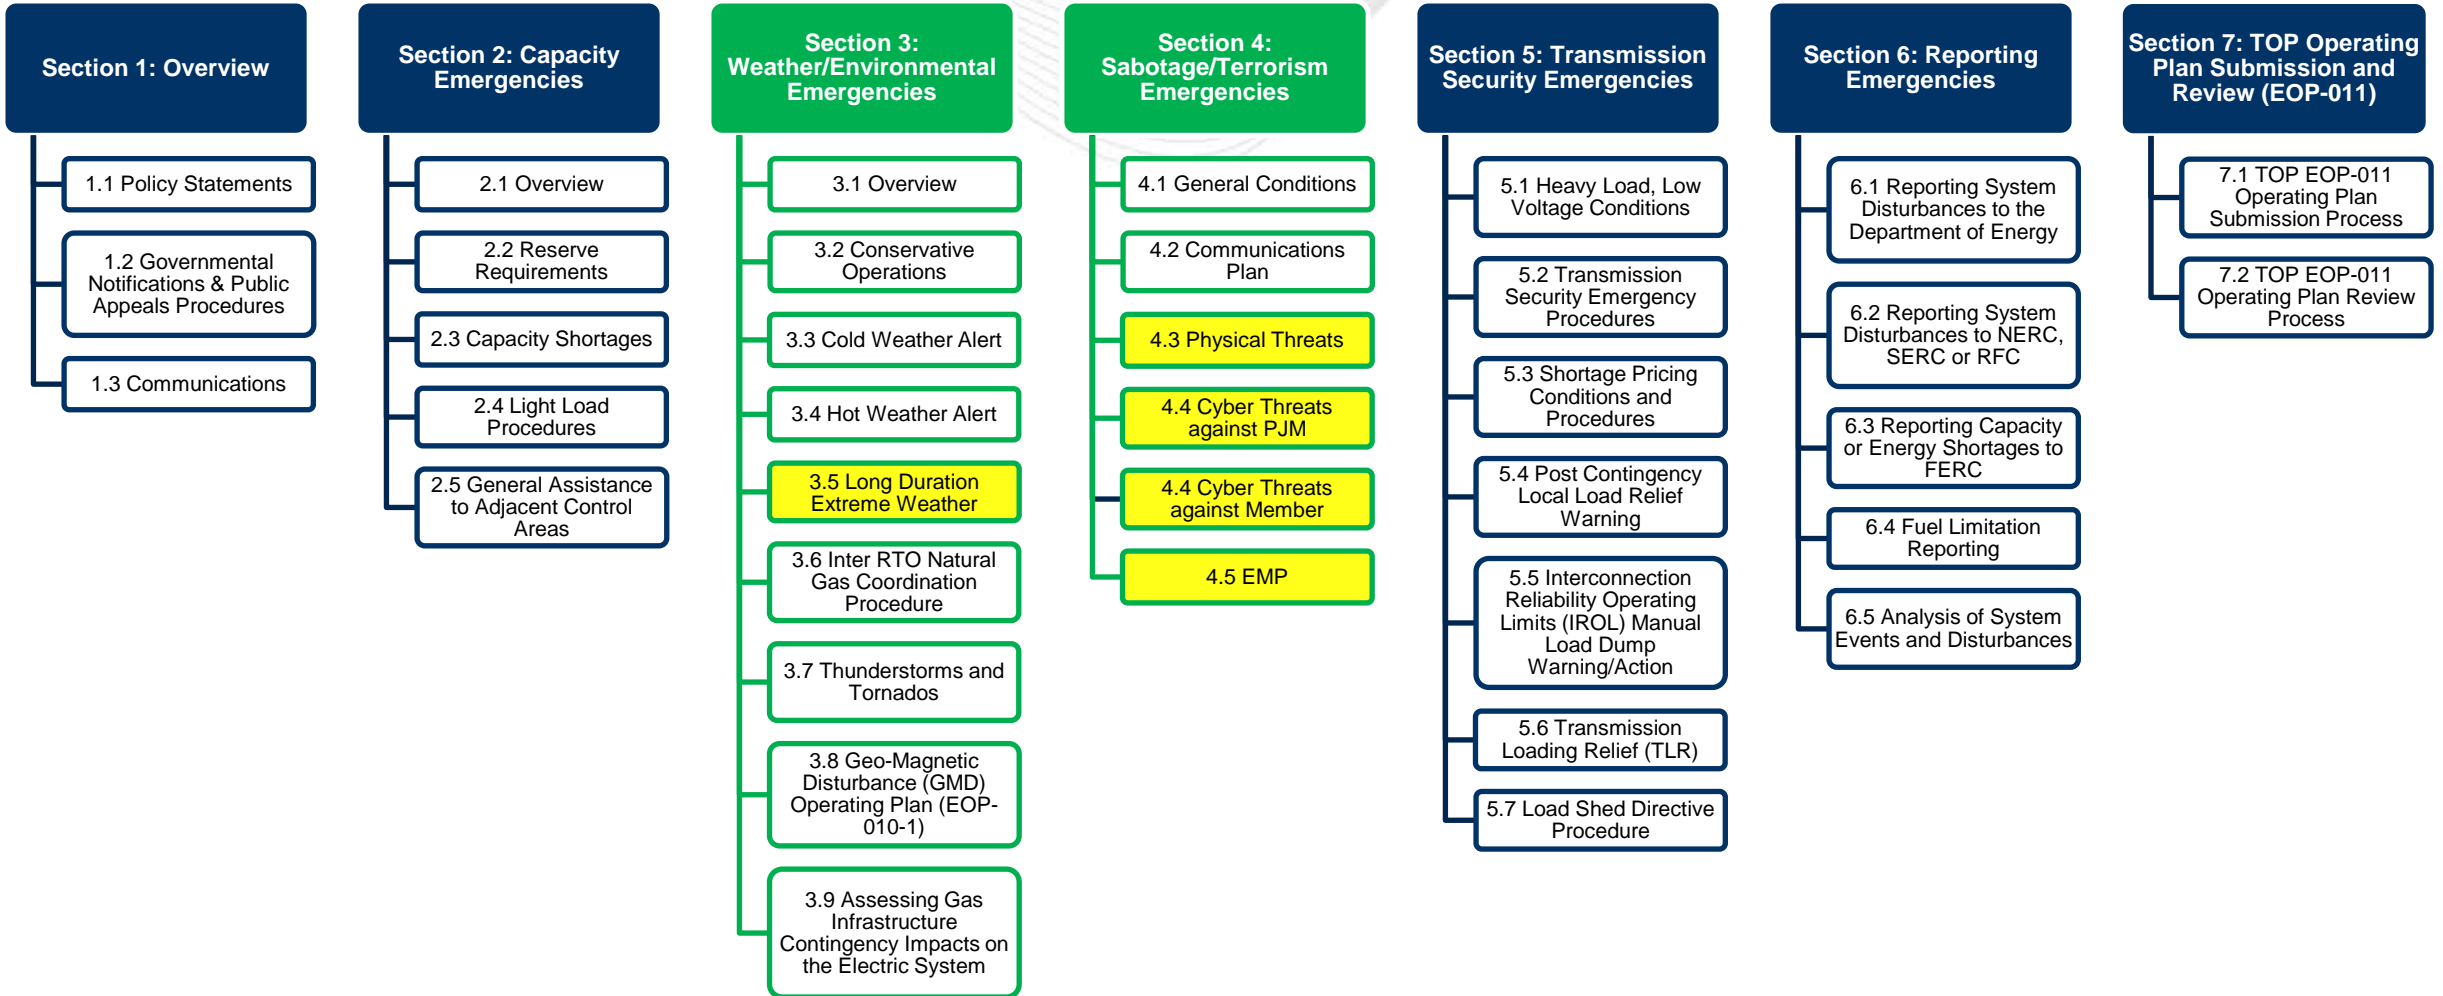 Section 1: Overview
1.1 Policy Statements
1.2 Governmental
Notifications & Public
Appeals Procedures
1.3 Communications
Section 2: Capacity
Emergencies
2.1 Overview
2.2 Reserve
Requirements
2.3 Capacity Shortages
2.4 Light Load
Procedures
2.5 General Assistance
to Adjacent Control
Areas
Section 3:
Weather/Environmental
Emergencies
3.1 Overview
3.2 Conservative
Operations
3.3 Cold Weather Alert
3.4 Hot Weather Alert
3.5 Long Duration
Extreme Weather
3.6 Inter RTO Natural
Gas Coordination
Procedure
3.7 Thunderstorms and
Tornados
3.8 Geo-Magnetic
Disturbance (GMD)
Operating Plan (EOP-
010-1)
3.9 Assessing Gas
Infrastructure
Contingency Impacts on
the Electric System
Section 4:
Sabotage/Terrorism
Emergencies
4.1 General Conditions
4.2 Communications
Plan
4.3 Physical Threats
4.4 Cyber Threats
against PJM
4.4 Cyber Threats
against Member
4.5 EMP
Section 5: Transmission
Security Emergencies
5.1 Heavy Load, Low
Voltage Conditions
5.2 Transmission
Security Emergency
Procedures
5.3 Shortage Pricing
Conditions and
Procedures
5.4 Post Contingency
Local Load Relief
Warning
5.5 Interconnection
Reliability Operating
Limits (IROL) Manual
Load Dump
Warning/Action
5.6 Transmission
Loading Relief (TLR)
5.7 Load Shed Directive
Procedure
Section 6: Reporting
Emergencies
6.1 Reporting System
Disturbances to the
Department of Energy
6.2 Reporting System
Disturbances to NERC,
SERC or RFC
6.3 Reporting Capacity
or Energy Shortages to
FERC
6.4 Fuel Limitation
Reporting
6.5 Analysis of System
Events and Disturbances
Section 7: TOP Operating
Plan Submission and
Review (EOP-011)
7.1 TOP EOP-011
Operating Plan
Submission Process
7.2 TOP EOP-011
Operating Plan Review
Process